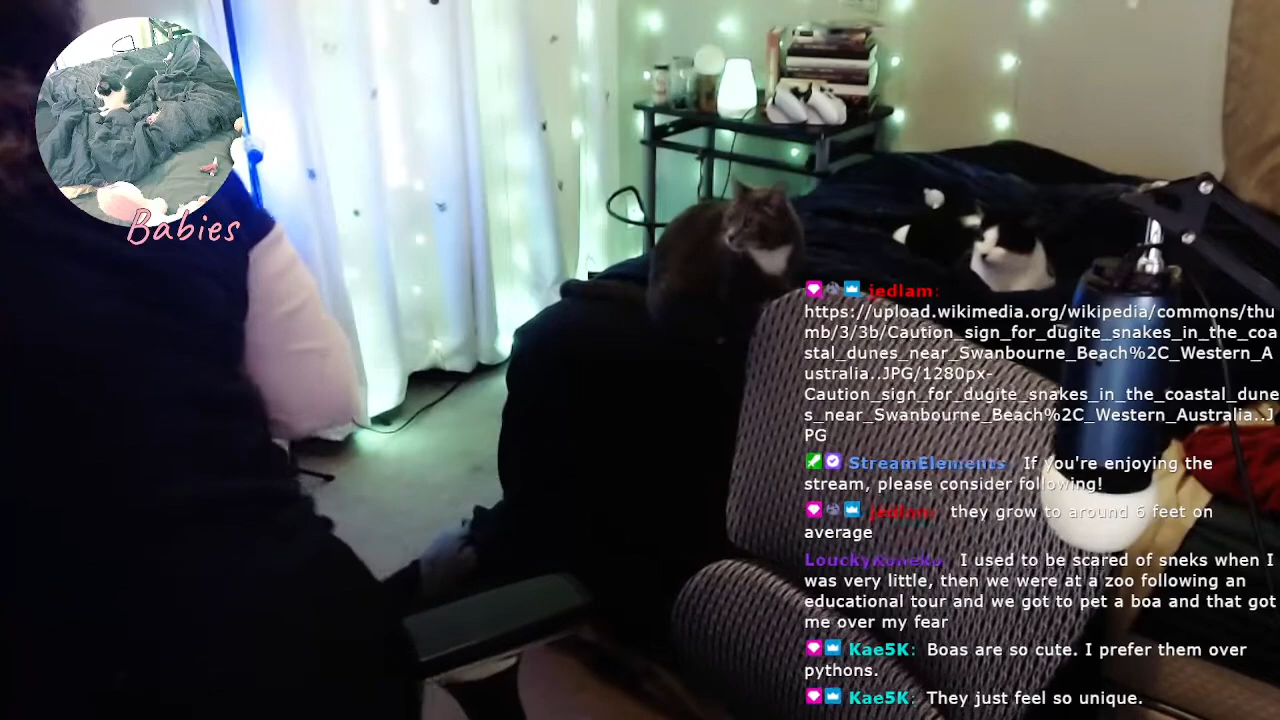 Babies
jedlam:
https://upload.wikimedia.org/wikipedia/commons/thu
mb/3/3b/Caution_sign_for_dugite_snakes_in_the_coa
stal_dunes_near_Swanbourne_Beach%2C_Western_A
ustralia..JPG/1280px-
Caution_sign_for_dugite_snakes_in_the_coastal_dune
s_near_Swanbourne_Beach%2C_Western_Australia..J
PG
StreamElements: If you're enjoying the
stream, please consider following!
jedlam: they grow to around 6 feet on
average
I used to be scared of sneks when I
was very little, then we were at a zoo following an
educational tour and we got to pet a boa and that got
me over my fear
Kae5K: Boas are so cute. I prefer them over
pythons.
Kae5K: They just feel so unique.